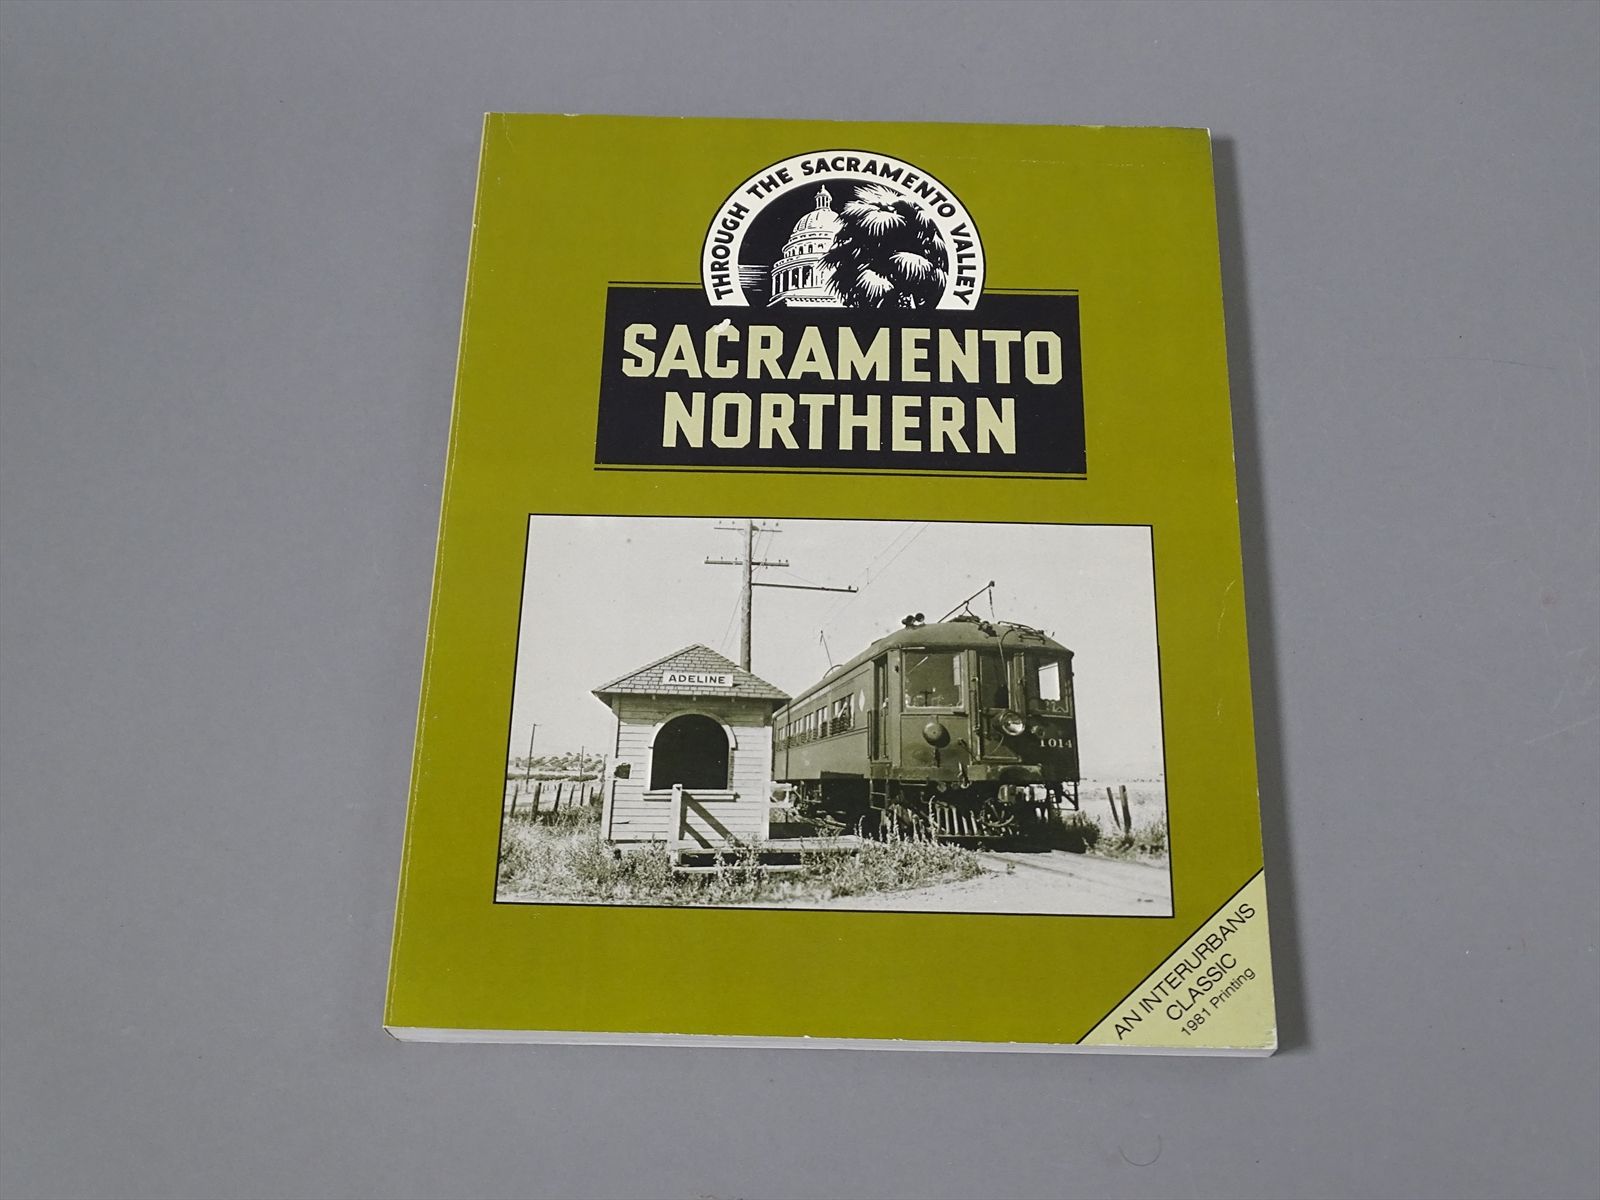 THROUGH THE SACRAMENTO VALLEY
SACRAMENTO
NORTHERN
ADELINE
1014
AN INTERURBANS
CLASSIC
1981 Printing